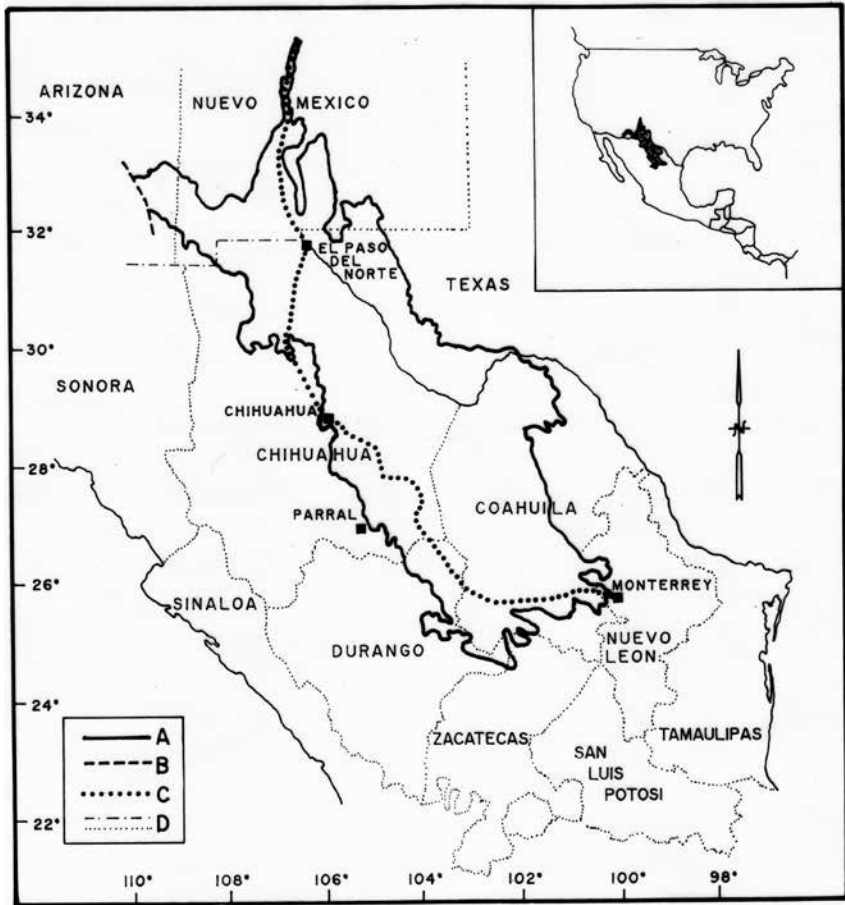 ARIZONA
NUEVO MEXICO
34°
32°
EL PASO
DEL
NORTE
TEXAS
30°
SONORA
CHIHUAHUA
CHIHUAHUA
28°
COAHUILA
PARRAL
26°
MONTERREY
SINALOA
NUEVO
LEON
DURANGO
24°
ZACATECAS
TAMAULIPAS
SAN
LUIS
POTOSI
A
B
C
D
22°
110° 108° 106° 104° 102° 100° 98°
N